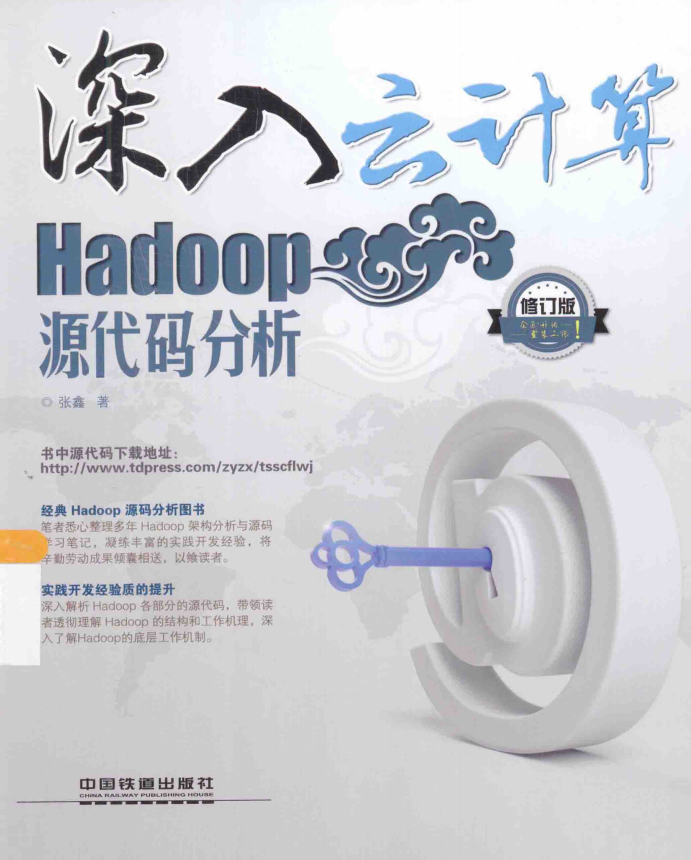 深入云计算
Hadoop
修订版
源代码分析
张鑫 著
书中源代码下载地址：
http://www.tdpress.com/zyzx/tsscflwj
经典 Hadoop 源码分析图书
笔者悉心整理多年 Hadoop 架构分析与源码
学习笔记，凝练丰富的实践开发经验，将
辛勤劳动成果倾囊相送，以飨读者。
实践开发经验质的提升
深入解析 Hadoop 各部分的源代码，带领读
者透彻理解 Hadoop 的结构和工作机理，深
入了解Hadoop的底层工作机制。
中国铁道出版社
CHINA RAILWAY PUBLISHING HOUSE